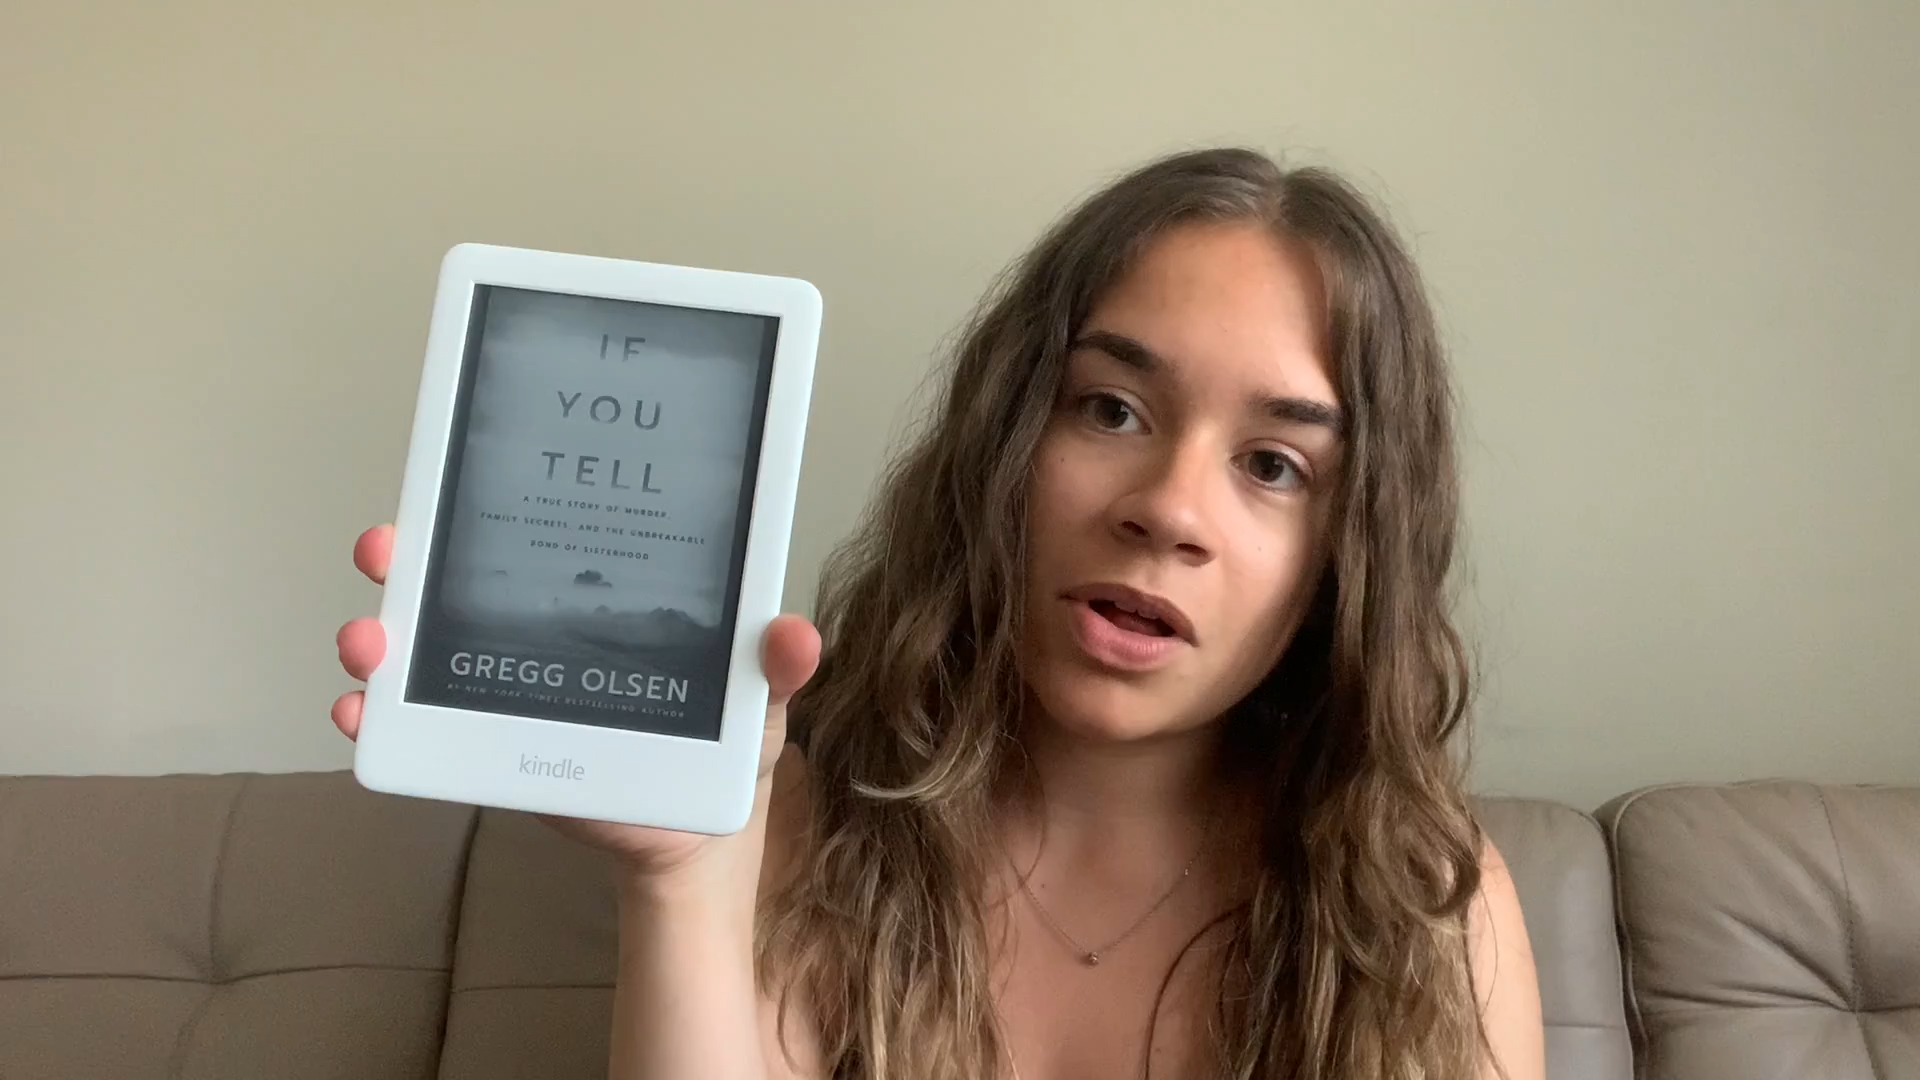 IF
YOU
TELL
A TRUE STORY OF MURDER,
FAMILY SECRETS, AND THE UNBREAKABLE
BOND OF SISTERHOOD
GREGG OLSEN
#1 NEW YORK TIMES BESTSELLING AUTHOR
kindle